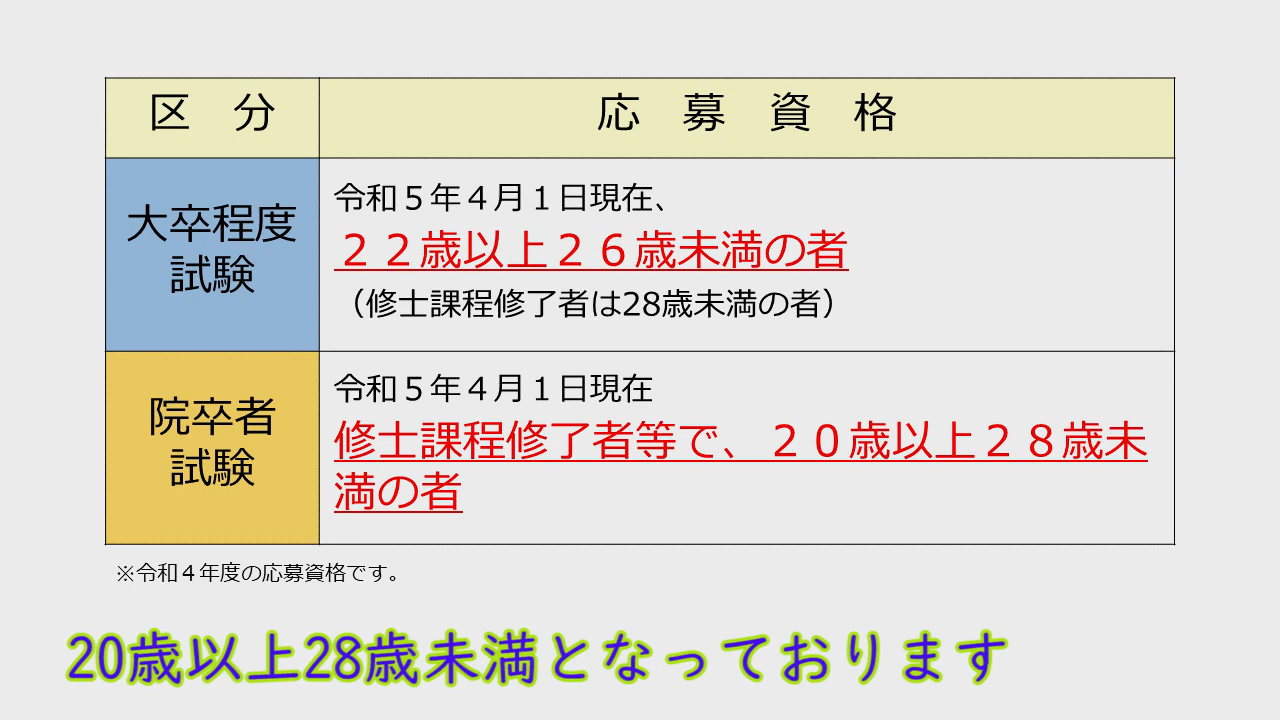 区　分
応　募　資　格
大卒程度
試験
令和５年４月１日現在、
２２歳以上２６歳未満の者
（修士課程修了者は28歳未満の者）
院卒者
試験
令和５年４月１日現在
修士課程修了者等で、２０歳以上２８歳未
満の者
※令和４年度の応募資格です。
20歳以上28歳未満となっております